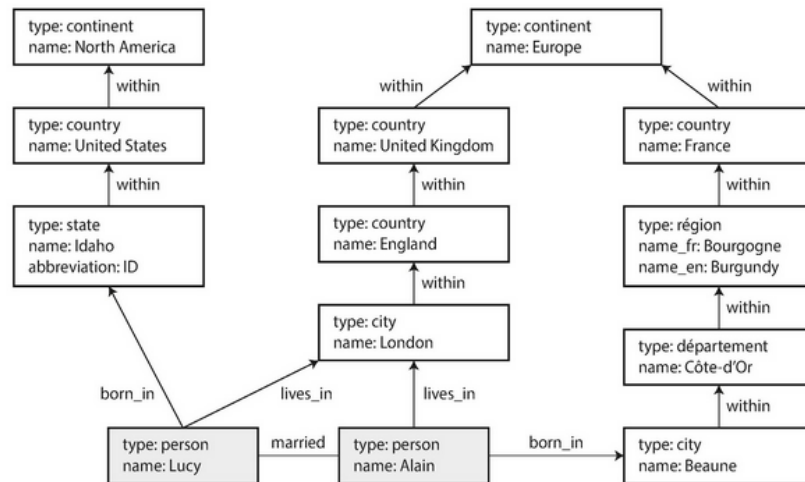 type: continent
name: North America
type: continent
name: Europe
within
within
within
type: country
name: United States
type: country
name: United Kingdom
type: country
name: France
within
within
within
type: state
name: Idaho
abbreviation: ID
type: country
name: England
type: région
name_fr: Bourgogne
name_en: Burgundy
within
within
type: city
name: London
type: département
name: Côte-d'Or
born_in
lives_in
lives_in
within
type: person
name: Lucy
married
type: person
name: Alain
born_in
type: city
name: Beaune